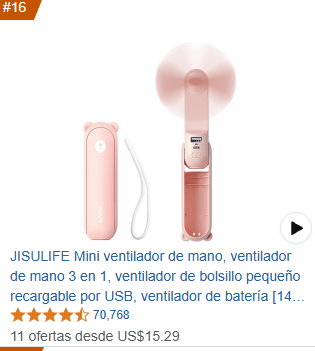 #16
JISULIFE Mini ventilador de mano, ventilador
de mano 3 en 1, ventilador de bolsillo pequeño
recargable por USB, ventilador de batería [14...
70,768
11 ofertas desde US$15.29